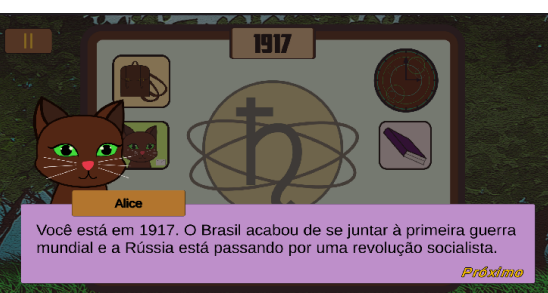 1917
Alice
Você está em 1917. O Brasil acabou de se juntar à primeira guerra
mundial e a Rússia está passando por uma revolução socialista.
Próximo